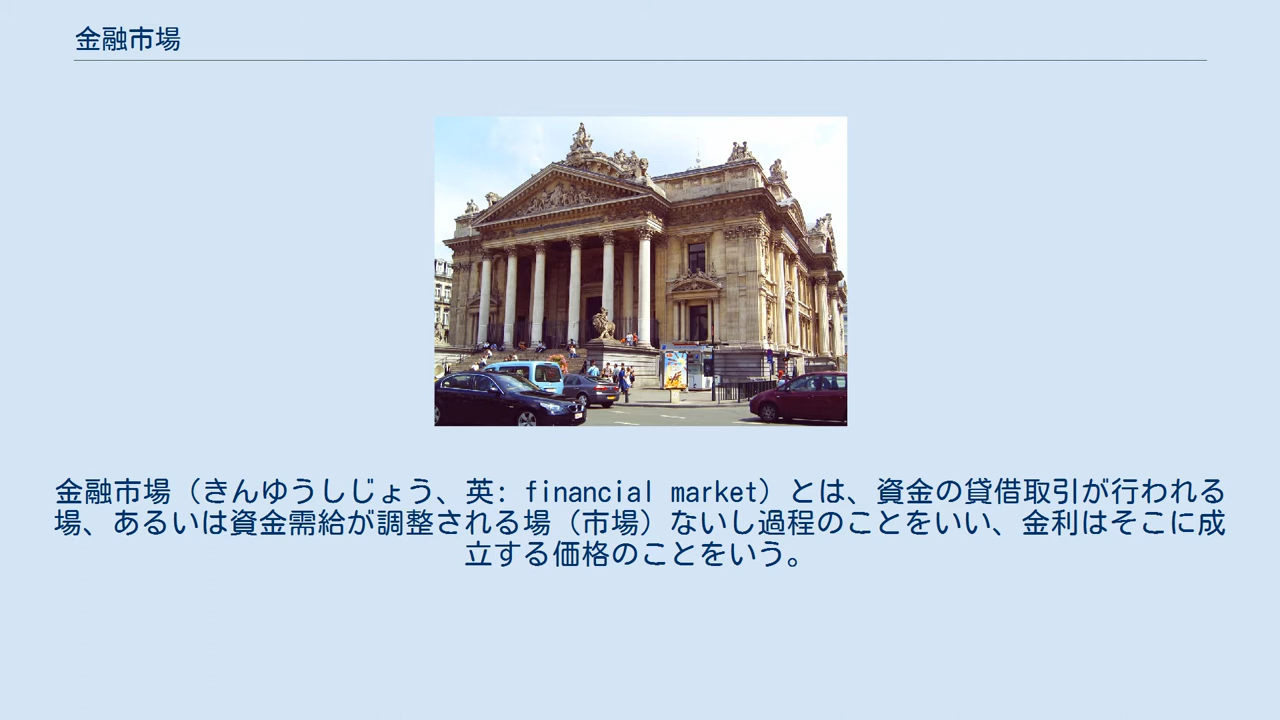 金融市場
金融市場（きんゆうしじょう、英: financial market）とは、資金の貸借取引が行われる
場、あるいは資金需給が調整される場（市場）ないし過程のことをいい、金利はそこに成
立する価格のことをいう。